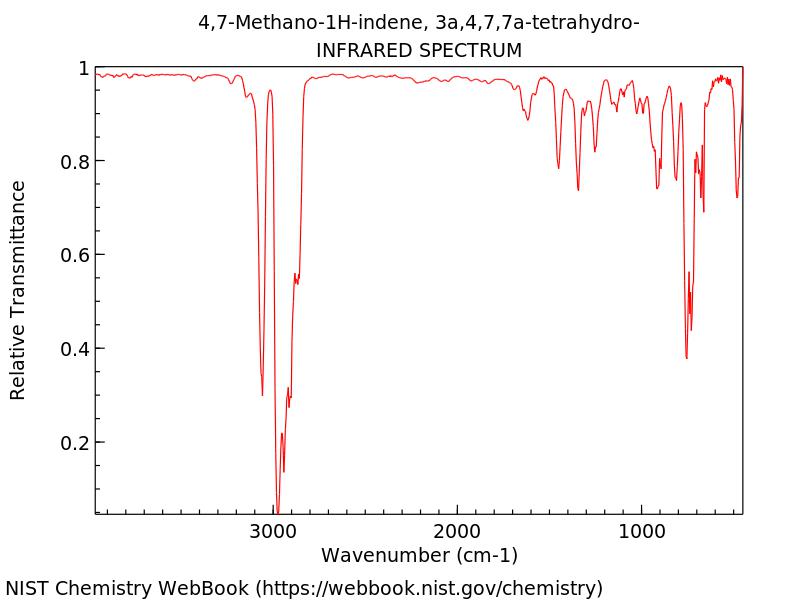 4,7-Methano-1H-indene, 3a,4,7,7a-tetrahydro-
INFRARED SPECTRUM
1
0.8
0.6
0.4
0.2
Relative Transmittance
3000 2000 1000
Wavenumber (cm-1)
NIST Chemistry WebBook (https://webbook.nist.gov/chemistry)